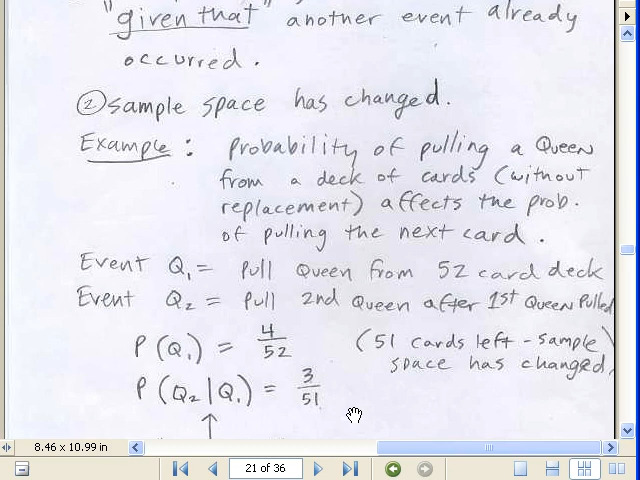 "given that" another event already
occurred.
② sample space has changed.
Example: probability of pulling a Queen
from a deck of cards (without
replacement) affects the prob.
of pulling the next card.
Event Q₁ = Pull Queen from 52 card deck
Event Q₂ = Pull 2nd Queen after 1st Queen Pulled
P(Q₁) = 4/52 (51 cards left - sample
space has changed)
P(Q₂|Q₁) = 3/51
8.46 x 10.99 in
21 of 36